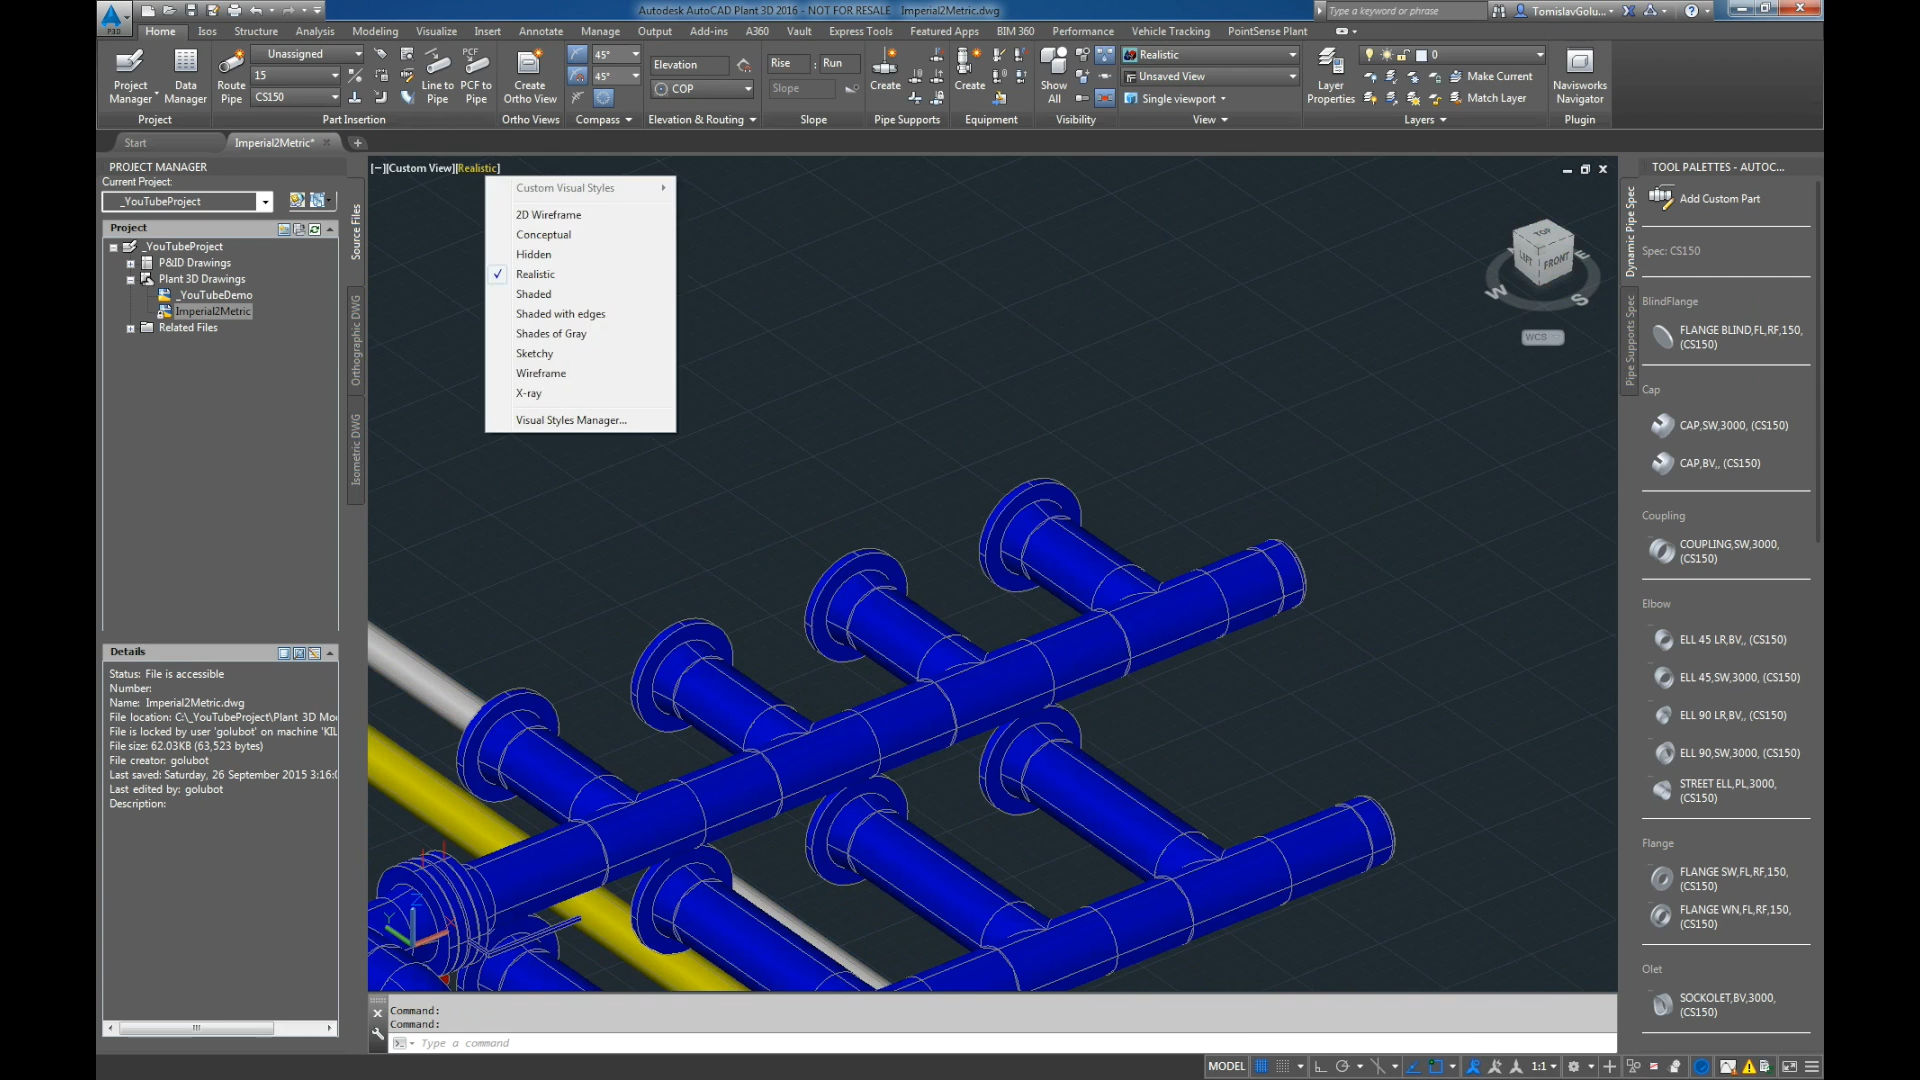 Autodesk AutoCAD Plant 3D 2016 - NOT FOR RESALE   Imperial2Metric.dwg
Type a keyword or phrase
TomislavGolu...
P3D
Home Isos Structure Analysis Modeling Visualize Insert Annotate Manage Output Add-ins A360 Vault Express Tools Featured Apps BIM 360 Performance Vehicle Tracking PointSense Plant
Project Manager
Data Manager
Project
Route Pipe
Unassigned
15
CS150
Line to Pipe
PCF
PCF to Pipe
Part Insertion
Create Ortho View
Ortho Views
45°
45°
Compass
Elevation
COP
Elevation & Routing
Rise : Run
Slope
Slope
Create
Pipe Supports
Create
Equipment
Show All
Visibility
Realistic
Unsaved View
Single viewport
View
Layer Properties
0
Make Current
Match Layer
Layers
Navisworks Navigator
Plugin
Start
Imperial2Metric*
PROJECT MANAGER
Current Project:
_YouTubeProject
Project
_YouTubeProject
P&ID Drawings
Plant 3D Drawings
_YouTubeDemo
Imperial2Metric
Related Files
Source Files
Orthographic DWG
Isometric DWG
Details
Status: File is accessible
Number:
Name: Imperial2Metric.dwg
File location: C:\_YouTubeProject\Plant 3D Mo
File is locked by user 'golubot' on machine 'KIL
File size: 62.03KB (63,523 bytes)
File creator: golubot
Last saved: Saturday, 26 September 2015 3:16:0
Last edited by: golubot
Description:
[−][Custom View][Realistic]
Custom Visual Styles
2D Wireframe
Conceptual
Hidden
Realistic
Shaded
Shaded with edges
Shades of Gray
Sketchy
Wireframe
X-ray
Visual Styles Manager...
TOP
LEFT
FRONT
W
S
E
WCS
X
Y
Z
Command:
Command:
Type a command
TOOL PALETTES - AUTOC...
Dynamic Pipe Spec
Pipe Supports Spec
Add Custom Part
Spec: CS150
BlindFlange
FLANGE BLIND,FL,RF,150,
(CS150)
Cap
CAP,SW,3000, (CS150)
CAP,BV,, (CS150)
Coupling
COUPLING,SW,3000,
(CS150)
Elbow
ELL 45 LR,BV,, (CS150)
ELL 45,SW,3000, (CS150)
ELL 90 LR,BV,, (CS150)
ELL 90,SW,3000, (CS150)
STREET ELL,PL,3000,
(CS150)
Flange
FLANGE SW,FL,RF,150,
(CS150)
FLANGE WN,FL,RF,150,
(CS150)
Olet
SOCKOLET,BV,3000,
(CS150)
MODEL
1:1